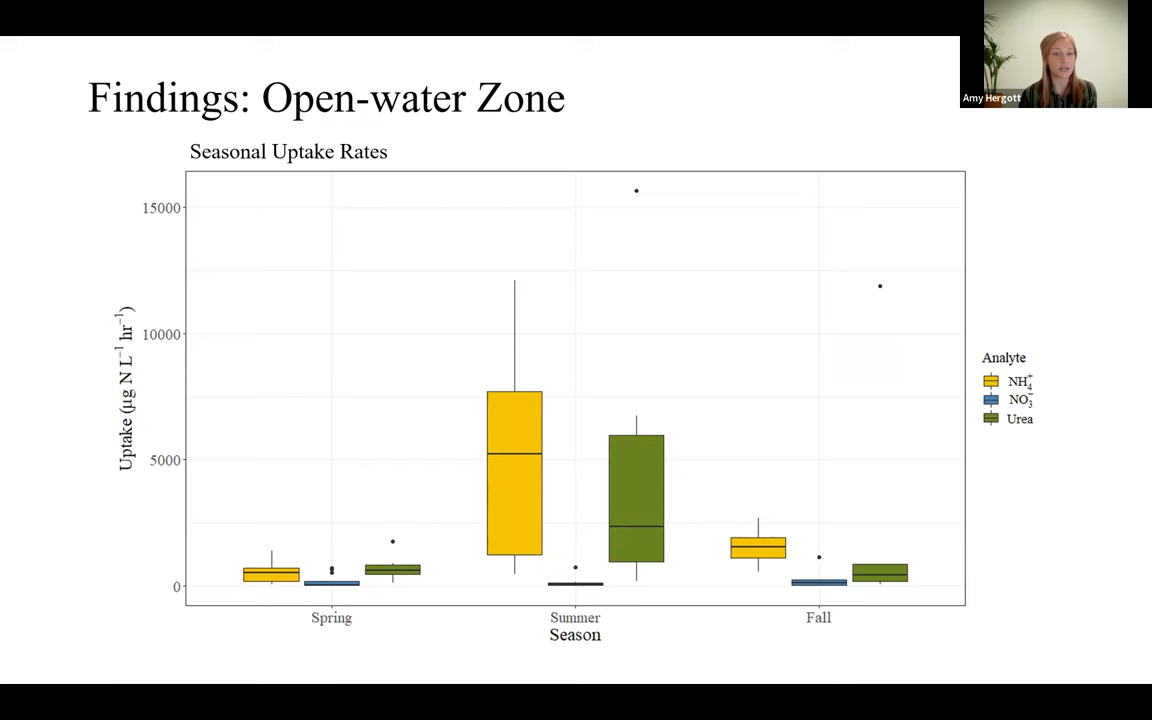 Findings: Open-water Zone
Amy Hergott
Seasonal Uptake Rates
15000
10000
5000
0
Uptake (µg N L⁻¹ hr⁻¹)
Spring
Summer
Fall
Season
Analyte
NH₄⁺
NO₃⁻
Urea